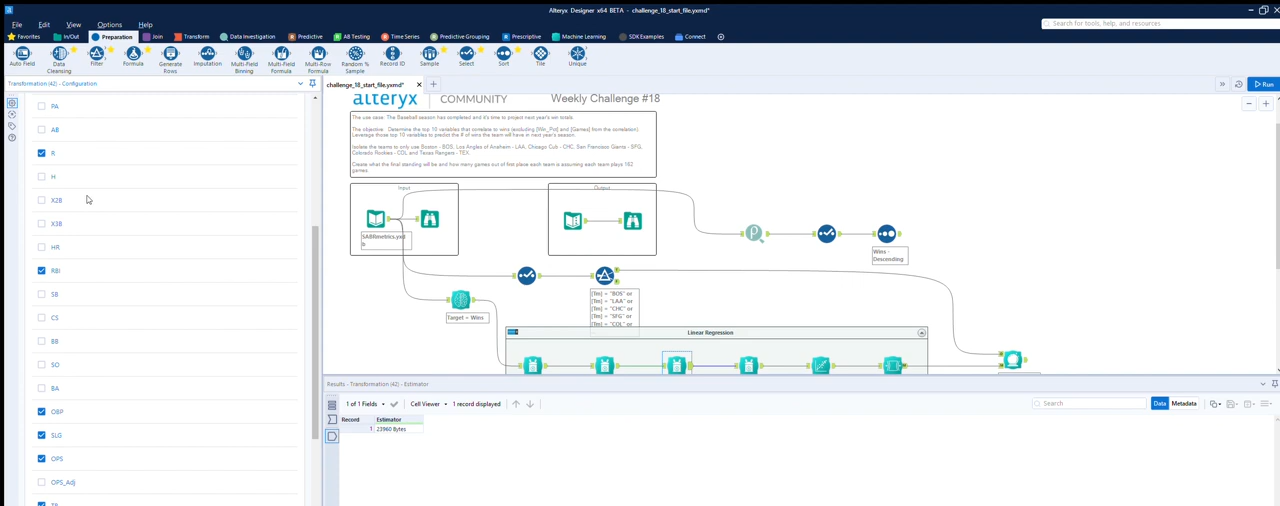 Alteryx Designer x64 BETA - challenge_18_start_file.yxmd*
File Edit View Options Help
Search for tools, help, and resources
Favorites In/Out Preparation Join Transform Data Investigation Predictive AB Testing Time Series Predictive Grouping Prescriptive Machine Learning SDK Examples Connect
Auto Field Data Cleansing Filter Formula Generate Rows Imputation Multi-Field Binning Multi-Field Formula Multi-Row Formula Random % Sample Record ID Sample Select Sort Tile Unique
Transformation (42) - Configuration
challenge_18_start_file.yxmd*
Run
PA
AB
R
H
X2B
X3B
HR
RBI
SB
CS
BB
SO
BA
OBP
SLG
OPS
OPS_Adj
TB
alteryx COMMUNITY Weekly Challenge #18
The use case: The Baseball season has completed and it's time to project next year's win totals.
The objective: Determine the top 10 variables that correlate to wins (excluding [Win_Pct] and [Games] from the correlation).
Leverage those top 10 variables to predict the # of wins the team will have in next year's season.
Isolate the teams to only use Boston - BOS, Los Angles of Anaheim - LAA, Chicago Cub - CHC, San Francisco Giants - SFG,
Colorado Rookies - COL and Texas Rangers - TEX.
Create what the final standing will be and how many games out of first place each team is assuming each team plays 162
games.
Input
Output
SABRmetrics.yxd
b
Wins -
Descending
Target = Wins
[Tm] = "BOS" or
[Tm] = "LAA" or
[Tm] = "CHC" or
[Tm] = "SFG" or
[Tm] = "COL" or
Linear Regression
Results - Transformation (42) - Estimator
1 of 1 Fields Cell Viewer 1 record displayed
Search
Data Metadata
Record Estimator
1 23960 Bytes